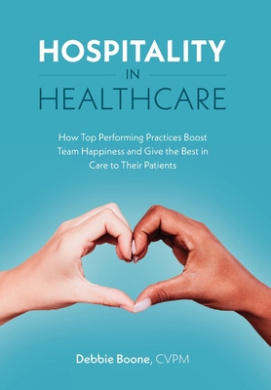 HOSPITALITY
IN
HEALTHCARE
How Top Performing Practices Boost
Team Happiness and Give the Best in
Care to Their Patients
Debbie Boone, CVPM